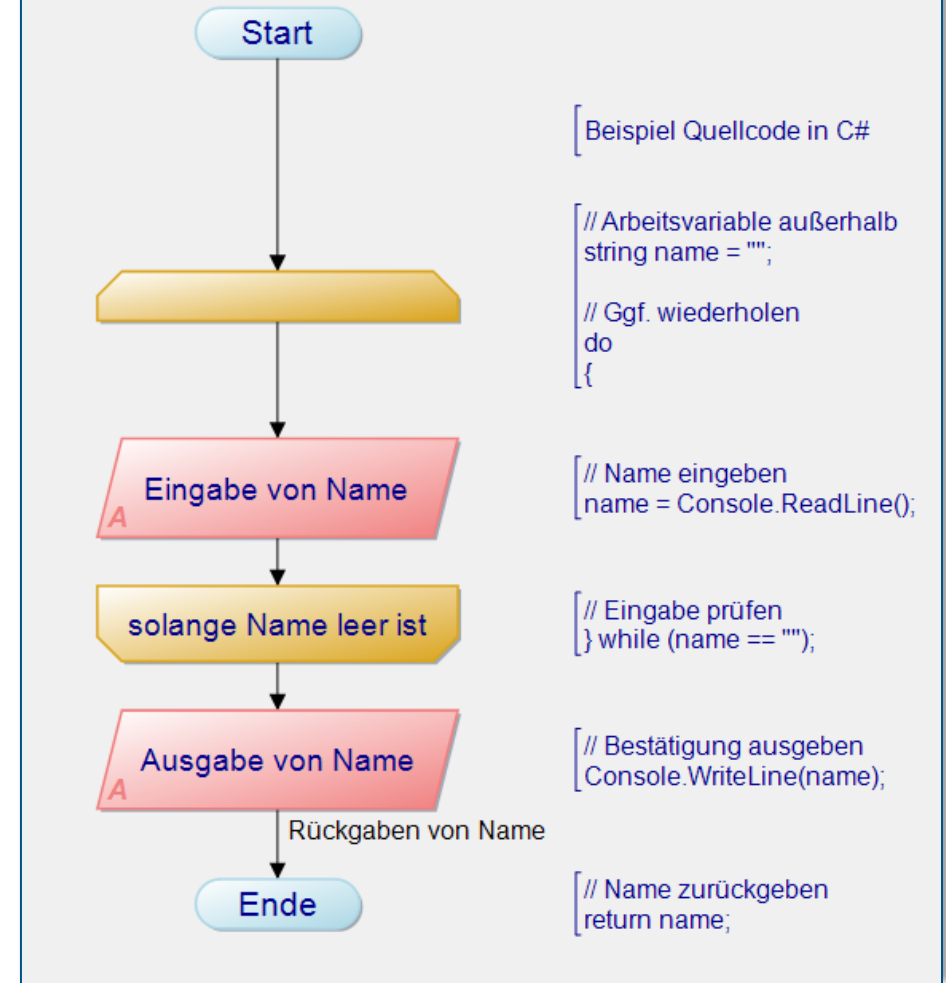 Start
Beispiel Quellcode in C#
// Arbeitsvariable außerhalb
string name = "";
// Ggf. wiederholen
do
{
Eingabe von Name
A
// Name eingeben
name = Console.ReadLine();
solange Name leer ist
// Eingabe prüfen
} while (name == "");
Ausgabe von Name
A
// Bestätigung ausgeben
Console.WriteLine(name);
Rückgaben von Name
Ende
// Name zurückgeben
return name;